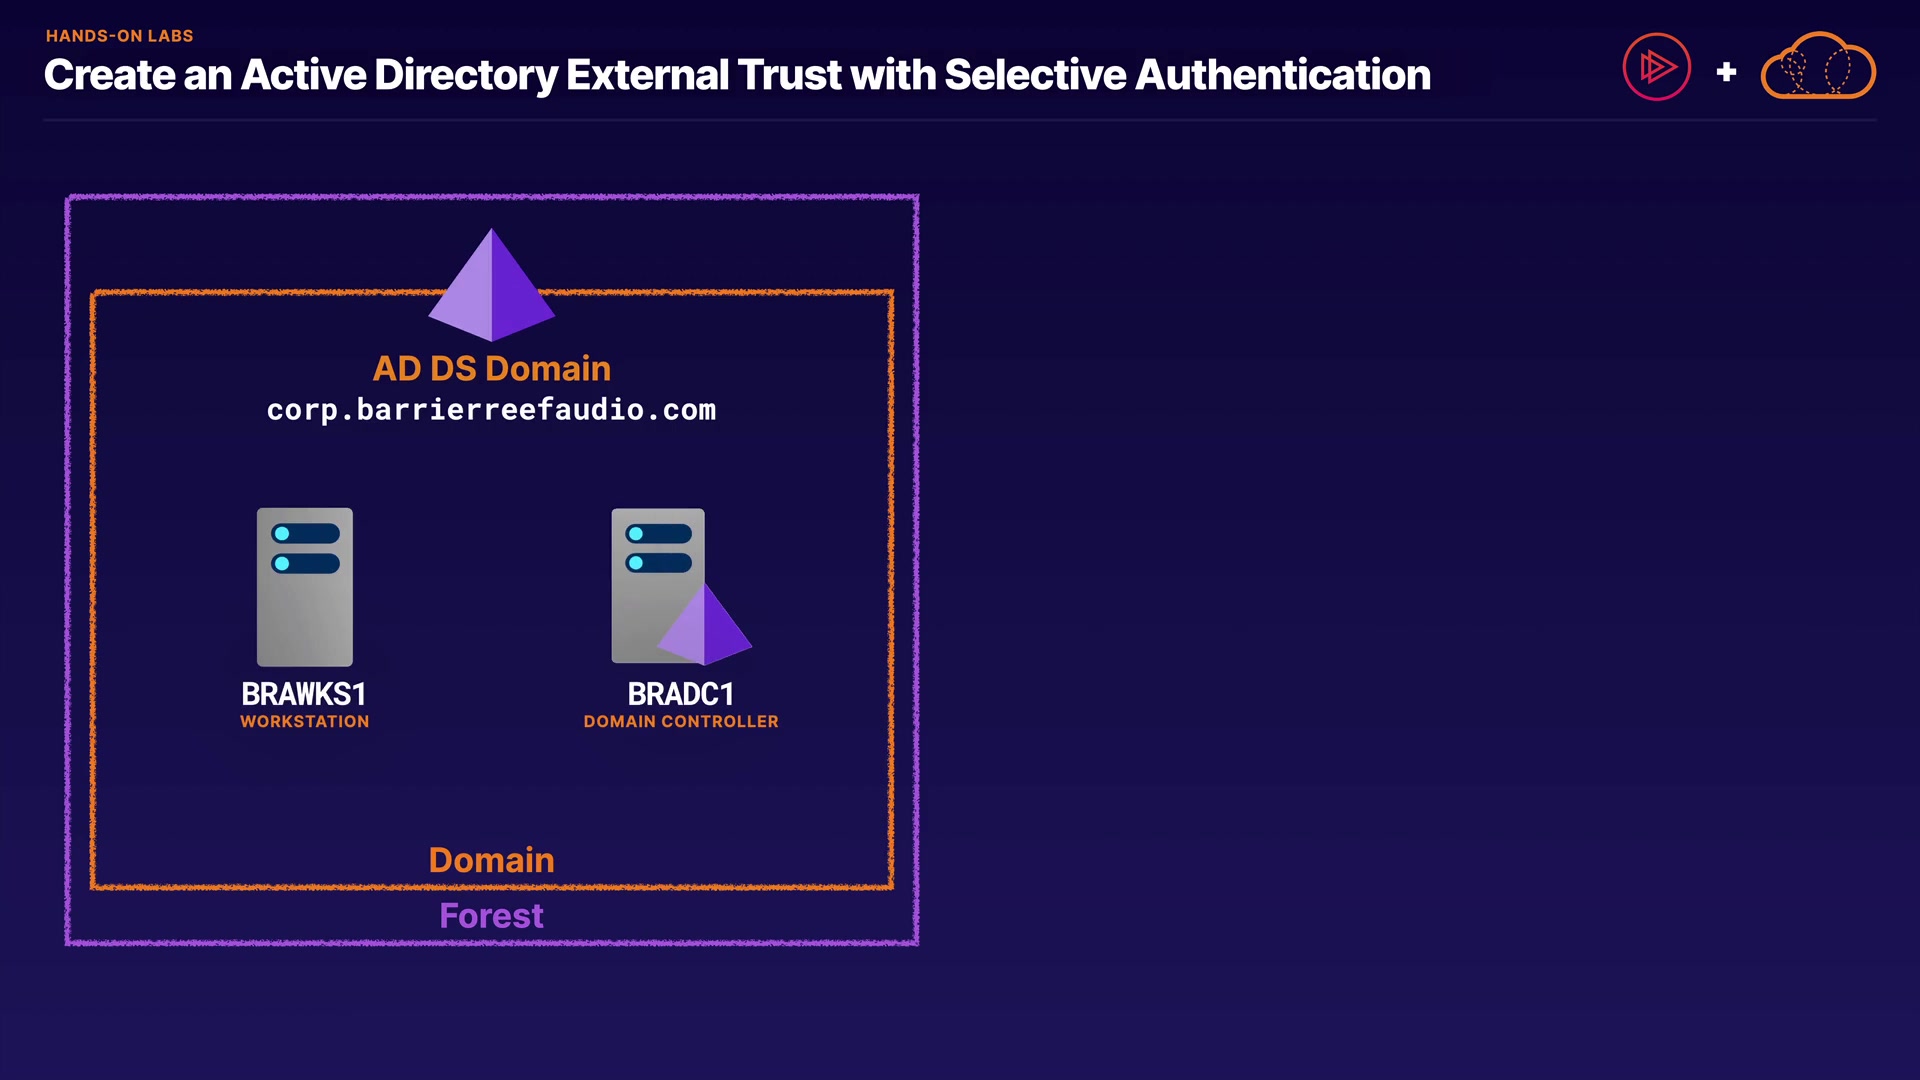 HANDS-ON LABS
Create an Active Directory External Trust with Selective Authentication
+
AD DS Domain
corp.barrierreefaudio.com
BRAWKS1
WORKSTATION
BRADC1
DOMAIN CONTROLLER
Domain
Forest